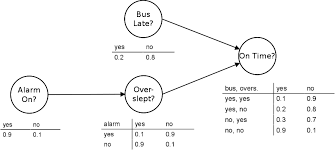 Bus
Late?
yes no
0.2 0.8
On Time?
Alarm
On?
yes no
0.9 0.1
Over-
slept?
alarm yes no
yes 0.1 0.9
no 0.9 0.1
bus, overs. yes no
yes, yes 0.1 0.9
yes, no 0.2 0.8
no, yes 0.3 0.7
no, no 0.9 0.1